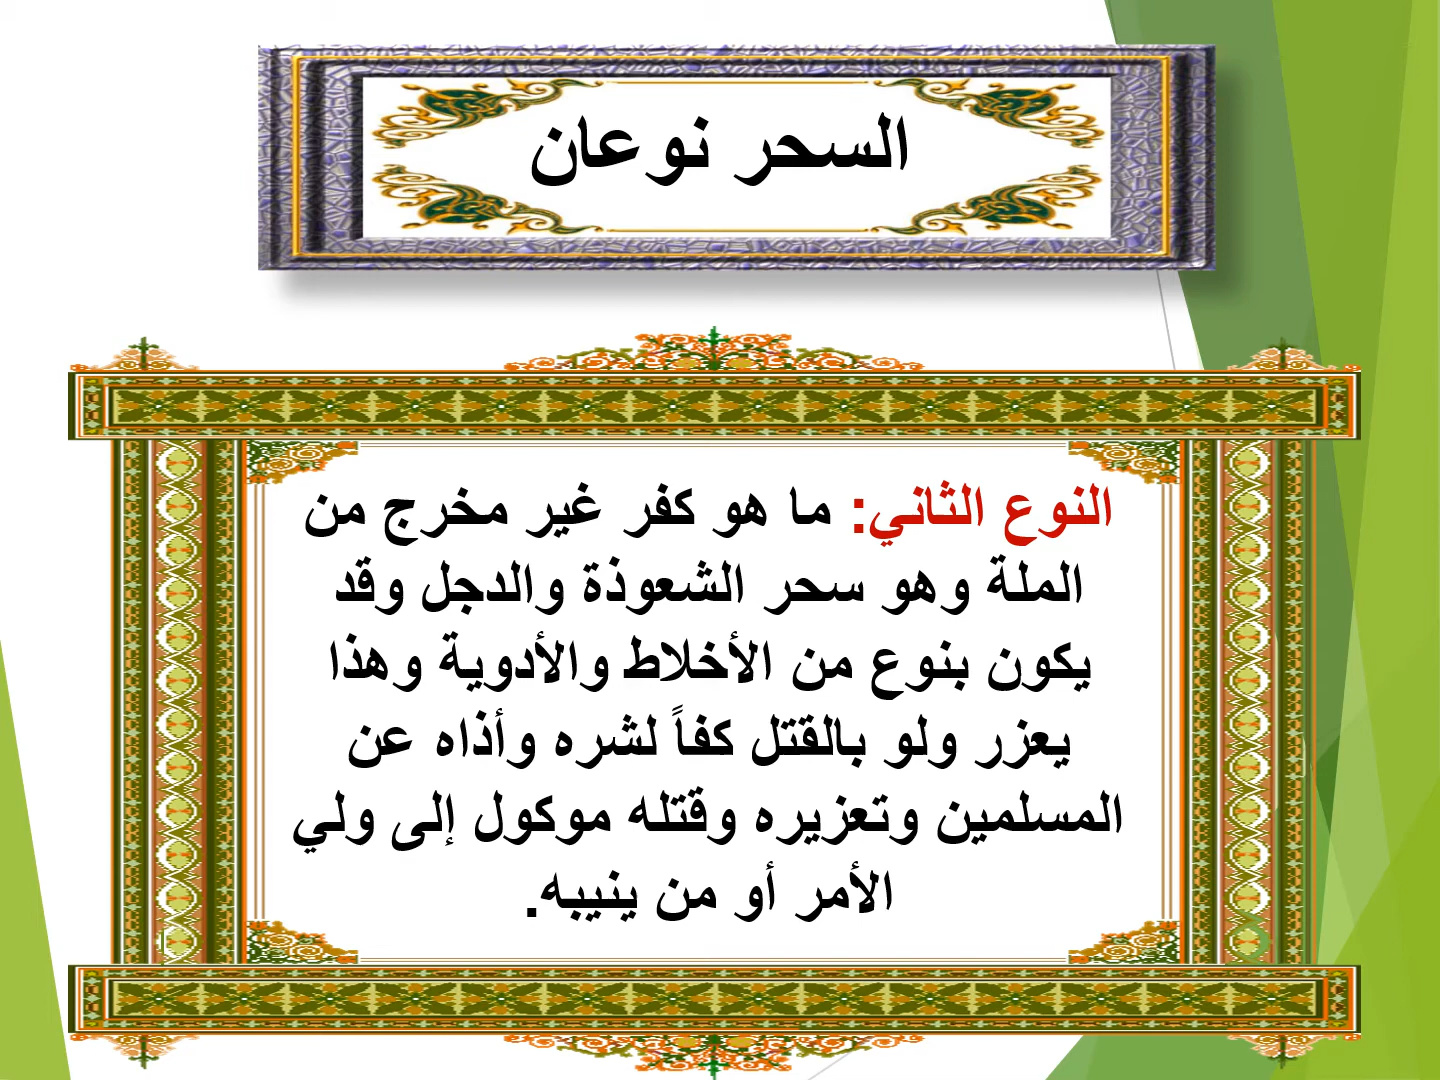 السحر نوعان
النوع الثاني: ما هو كفر غير مخرج من
الملة وهو سحر الشعوذة والدجل وقد
يكون بنوع من الأخلاط والأدوية وهذا
يعزر ولو بالقتل كفاً لشره وأذاه عن
المسلمين وتعزيره وقتله موكول إلى ولي
الأمر أو من ينيبه.